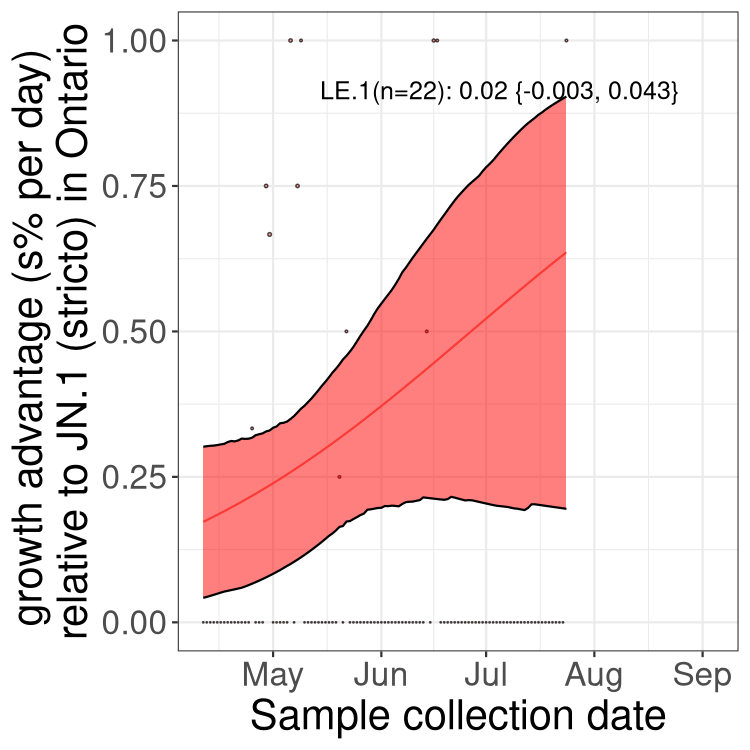 growth advantage (s% per day)
relative to JN.1 (stricto) in Ontario
1.00
0.75
0.50
0.25
0.00
LE.1(n=22): 0.02 {-0.003, 0.043}
May Jun Jul Aug Sep
Sample collection date